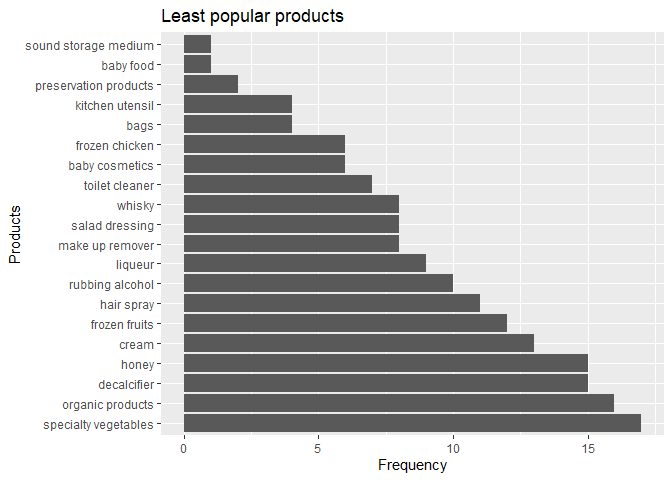 Least popular products
Products
sound storage medium
baby food
preservation products
kitchen utensil
bags
frozen chicken
baby cosmetics
toilet cleaner
whisky
salad dressing
make up remover
liqueur
rubbing alcohol
hair spray
frozen fruits
cream
honey
decalcifier
organic products
specialty vegetables
0 5 10 15
Frequency